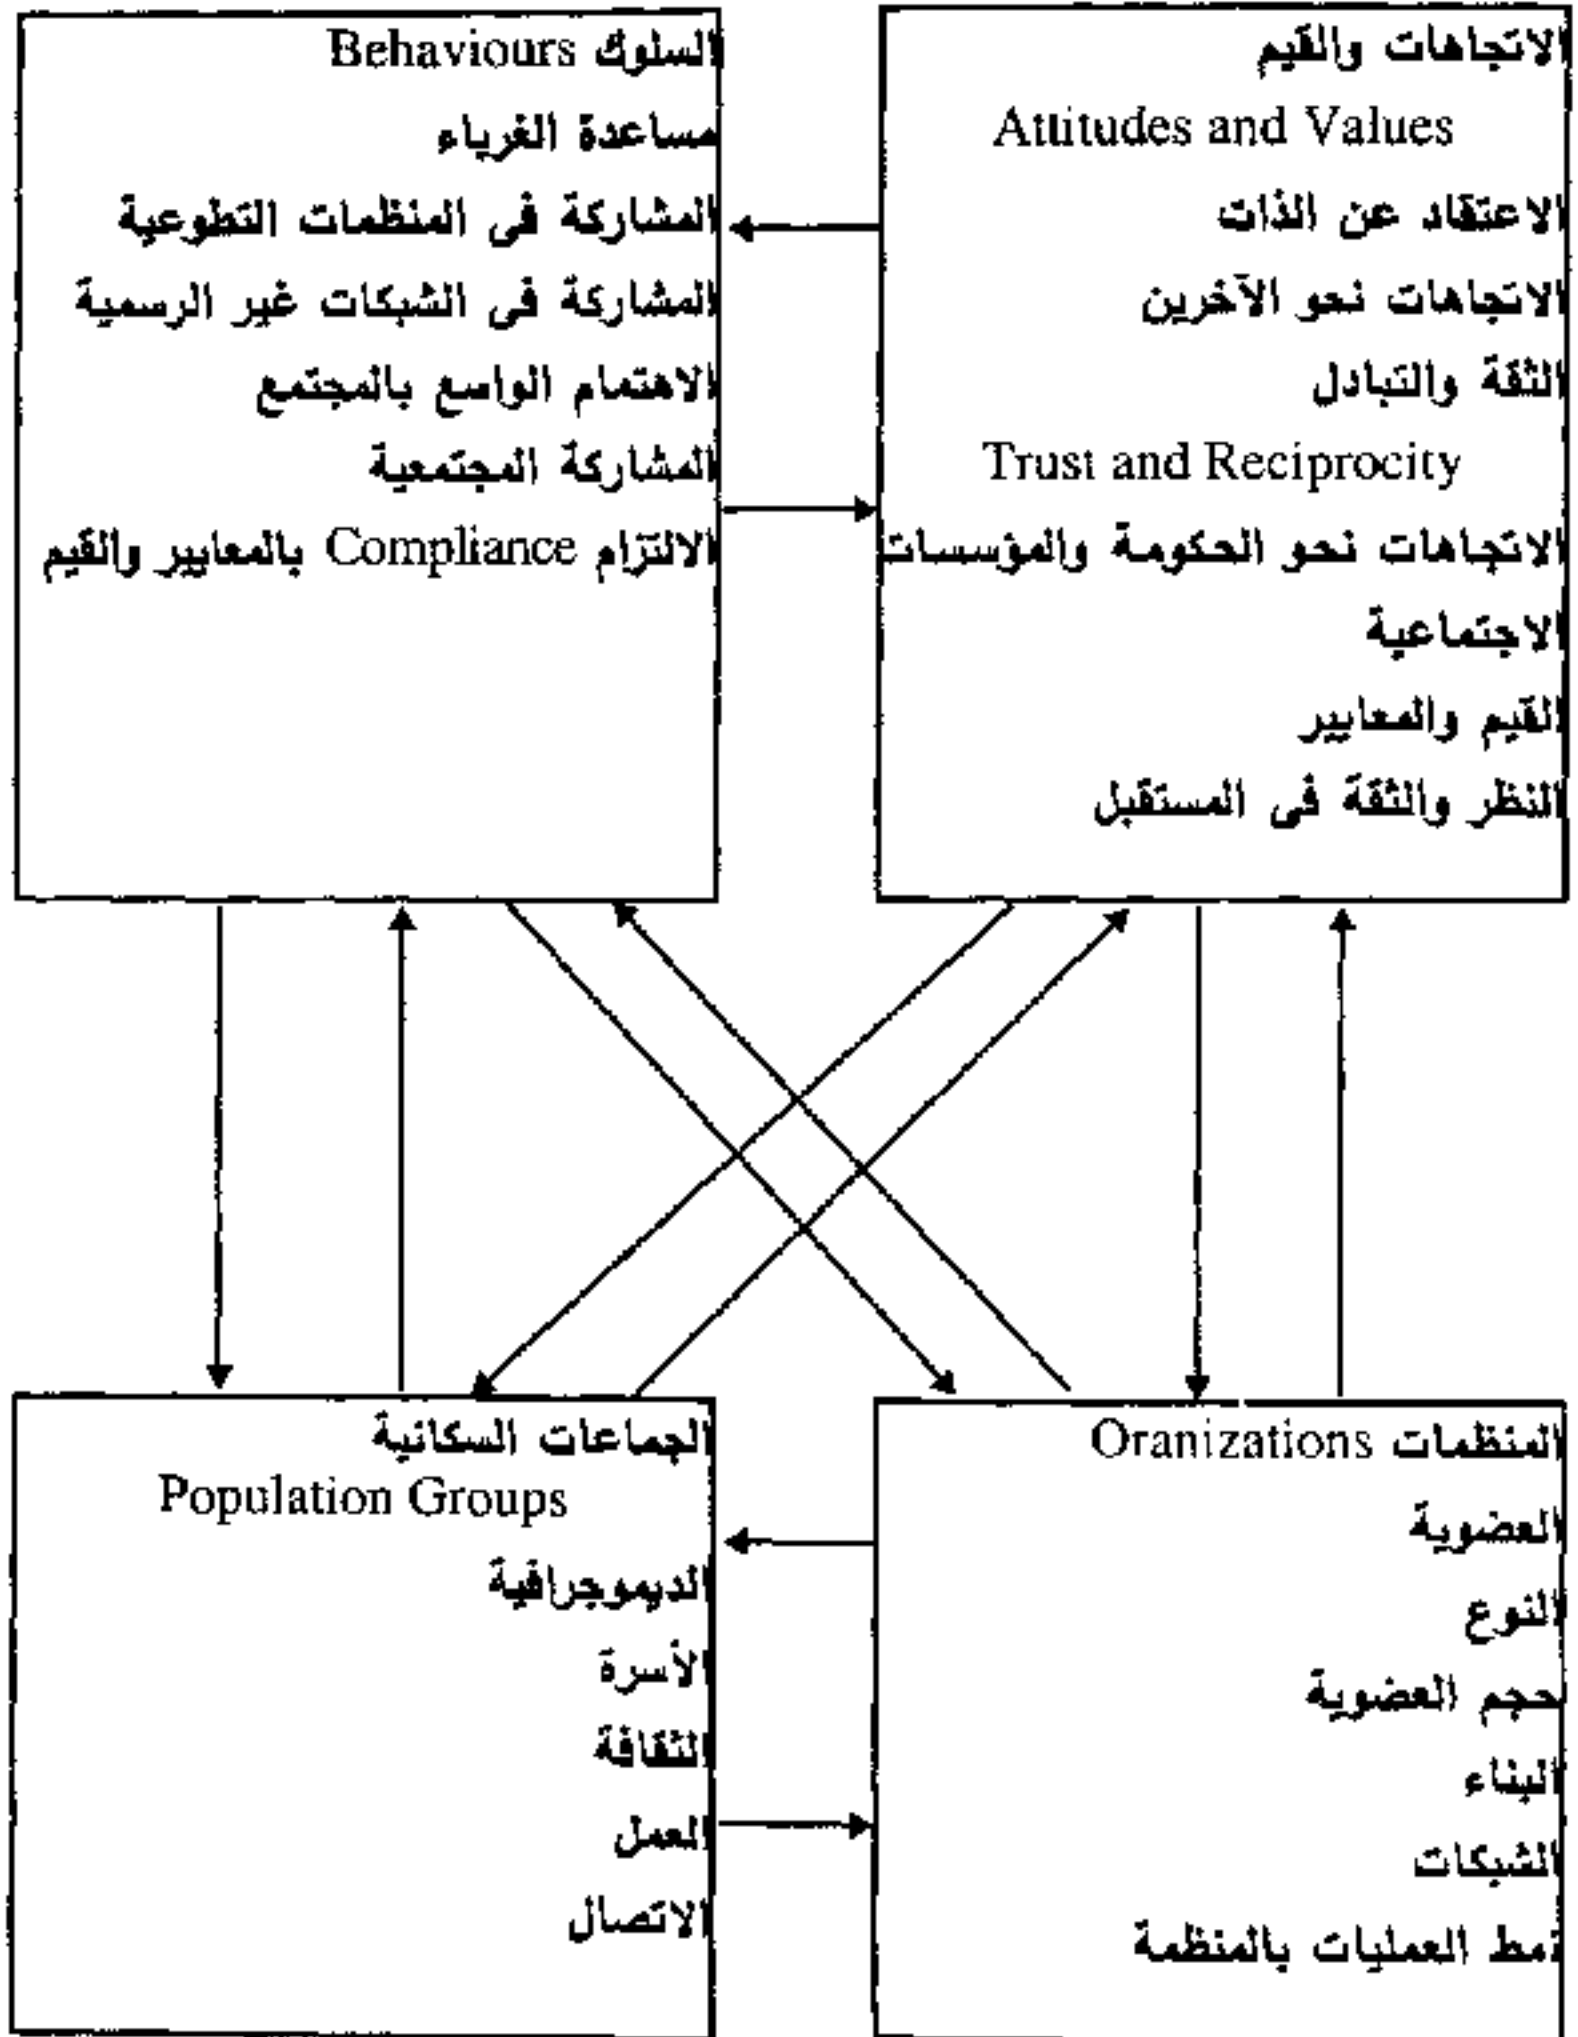 الاتجاهات والقيم
Attitudes and Values
الاعتقاد عن الذات
الاتجاهات نحو الآخرين
الثقة والتبادل
Trust and Reciprocity
الاتجاهات نحو الحكومة والمؤسسات
الاجتماعية
القيم والمعايير
النظر والثقة فى المستقبل
السلوك Behaviours
مساعدة الغرباء
المشاركة فى المنظمات التطوعية
المشاركة فى الشبكات غير الرسمية
الاهتمام الواسع بالمجتمع
المشاركة المجتمعية
الالتزام Compliance بالمعايير والقيم
المنظمات Oranizations
العضوية
النوع
حجم العضوية
البناء
الشبكات
نمط العمليات بالمنظمة
الجماعات السكانية
Population Groups
الديموجرافية
الأسرة
الثقافة
العمل
الاتصال